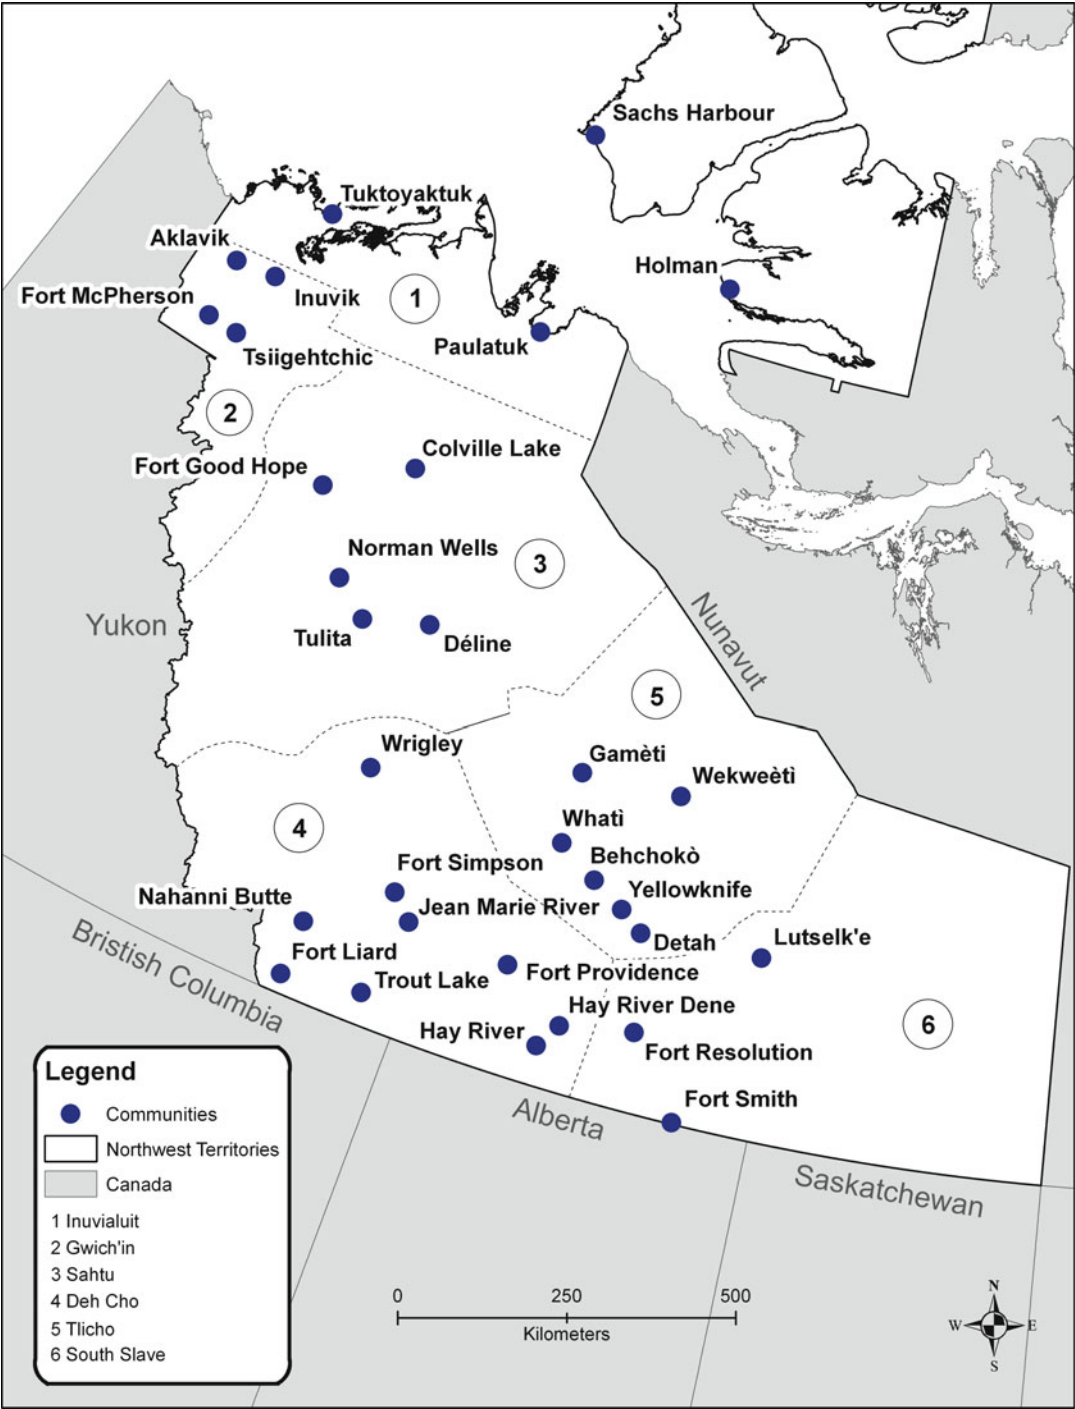 Sachs Harbour
Tuktoyaktuk
Aklavik
Holman
Inuvik
Fort McPherson
1
Paulatuk
Tsiigehtchic
2
Colville Lake
Fort Good Hope
Norman Wells
3
Yukon
Tulita
Déline
Nunavut
5
Wrigley
Gamèti
Wekweètì
4
Whatì
Behchokò
Fort Simpson
Yellowknife
Nahanni Butte
Jean Marie River
Detah
Lutselk'e
Bristish Columbia
Fort Liard
Fort Providence
Trout Lake
Hay River Dene
Hay River
6
Fort Resolution
Fort Smith
Alberta
Saskatchewan
Legend
Communities
Northwest Territories
Canada
1 Inuvialuit
2 Gwich'in
3 Sahtu
4 Deh Cho
5 Tlicho
6 South Slave
0 250 500
Kilometers
N
W E
S